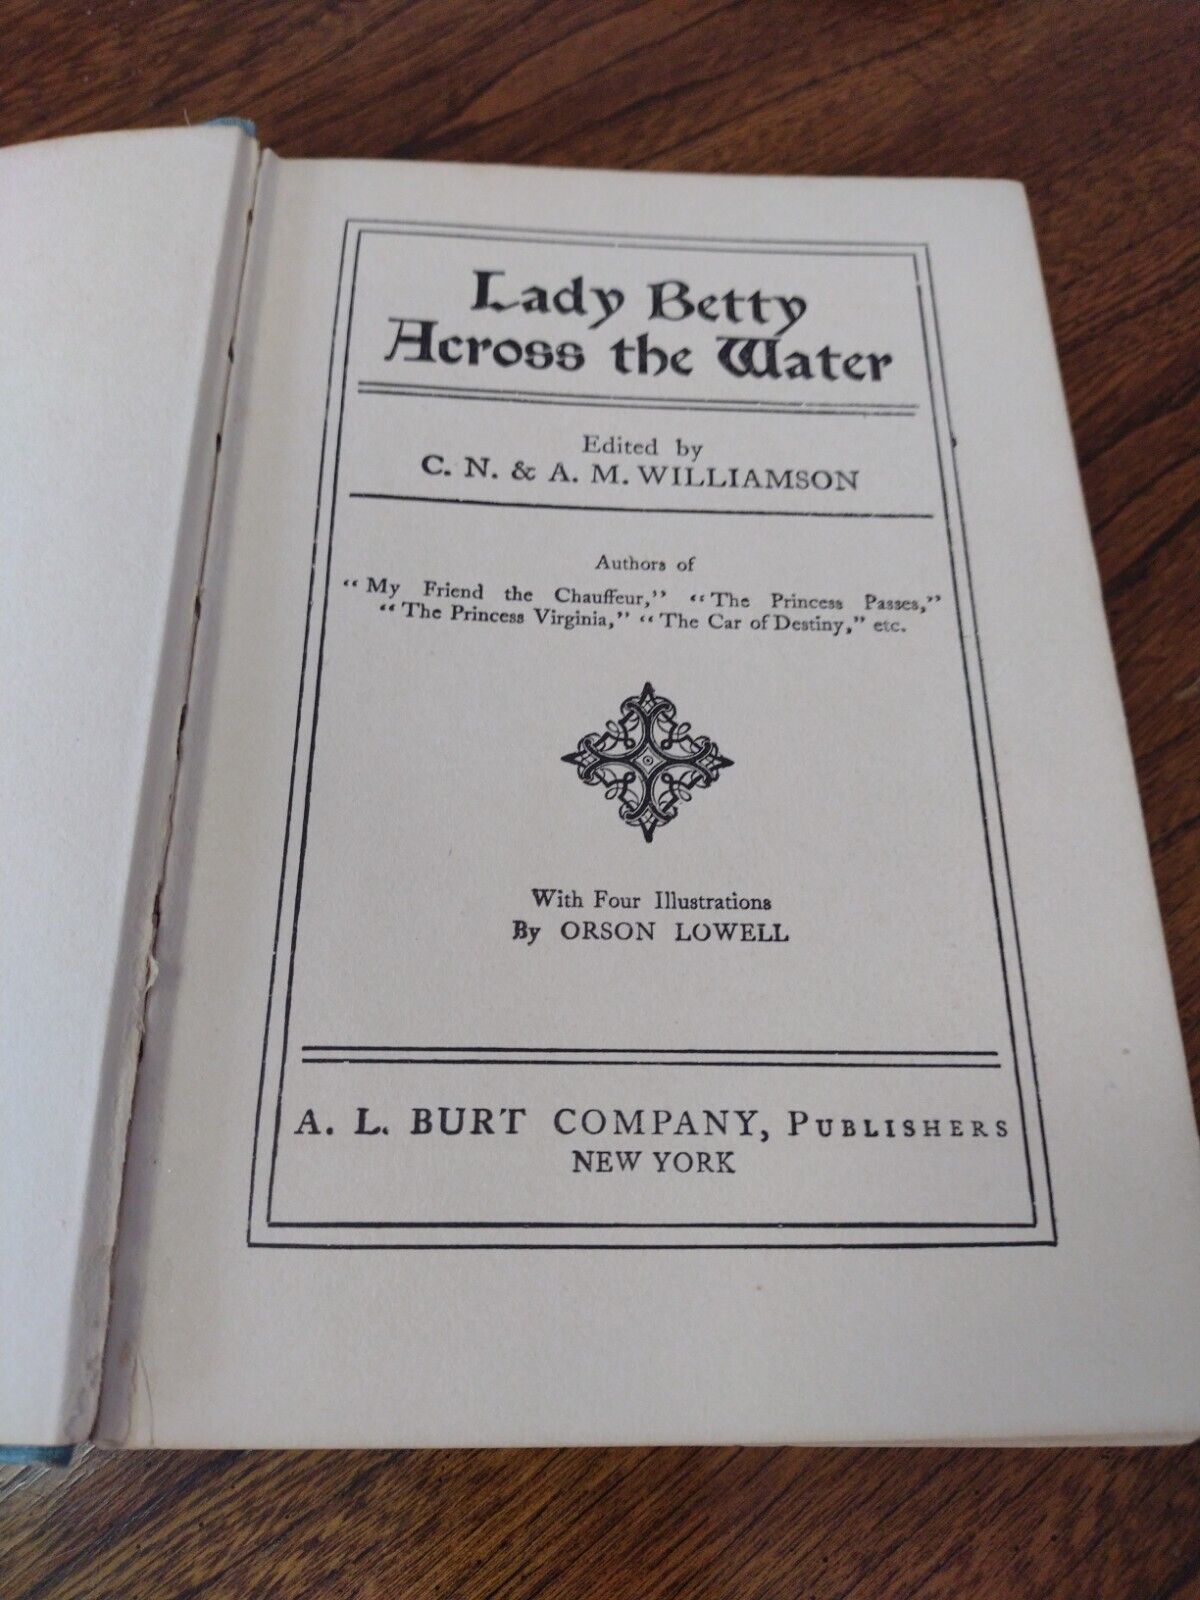 Lady Betty
Across the Water
Edited by
C. N. & A. M. WILLIAMSON
Authors of
"My Friend the Chauffeur," "The Princess Passes,"
"The Princess Virginia," "The Car of Destiny," etc.
With Four Illustrations
By ORSON LOWELL
A. L. BURT COMPANY, PUBLISHERS
NEW YORK